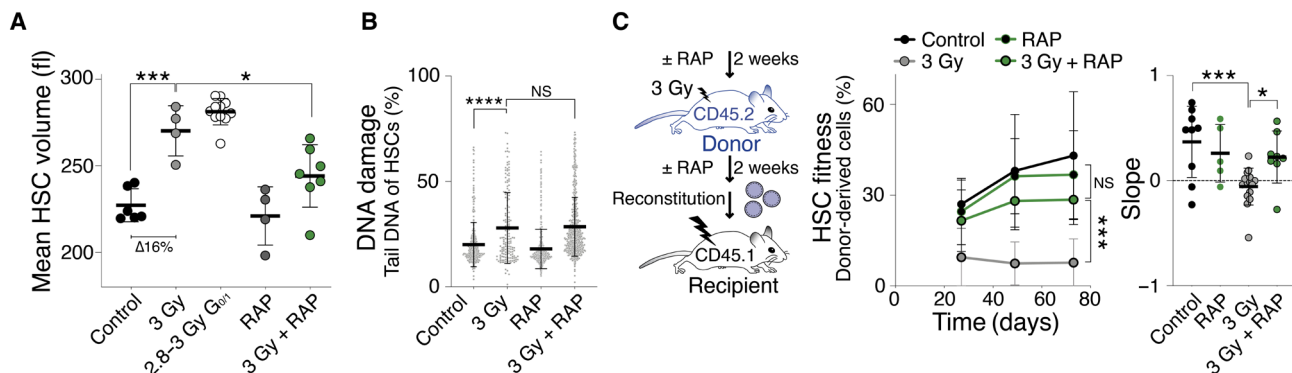 A
Mean HSC volume (fl)
300
250
200
***
*
Δ16%
Control
3 Gy
2.8–3 Gy G0/1
RAP
3 Gy + RAP
B
DNA damage
Tail DNA of HSCs (%)
100
50
0
****
NS
Control
3 Gy
RAP
3 Gy + RAP
C
± RAP
2 weeks
3 Gy
CD45.2
Donor
± RAP
2 weeks
Reconstitution
CD45.1
Recipient
Control
RAP
3 Gy
3 Gy + RAP
HSC fitness
Donor-derived cells (%)
60
30
0
0
20
40
60
80
Time (days)
NS
***
Slope
1
0
−1
***
*
Control
RAP
3 Gy
3 Gy + RAP